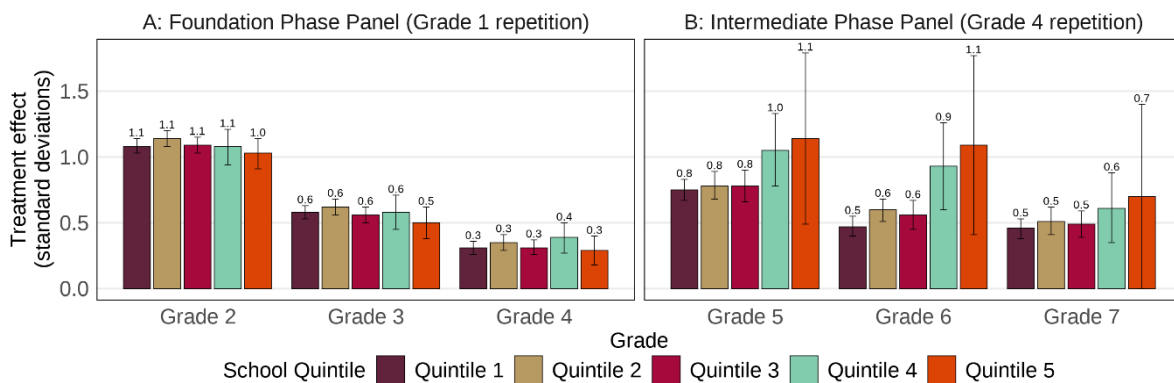 A: Foundation Phase Panel (Grade 1 repetition)
B: Intermediate Phase Panel (Grade 4 repetition)
Treatment effect
(standard deviations)
1.5
1.0
0.5
0.0
1.1 1.1 1.1 1.1 1.0
0.6 0.6 0.6 0.6 0.5
0.3 0.3 0.3 0.4 0.3
0.8 0.8 0.8 1.0 1.1
0.5 0.6 0.6 0.9 1.1
0.5 0.5 0.5 0.6 0.7
Grade 2 Grade 3 Grade 4 Grade 5 Grade 6 Grade 7
Grade
School Quintile Quintile 1 Quintile 2 Quintile 3 Quintile 4 Quintile 5